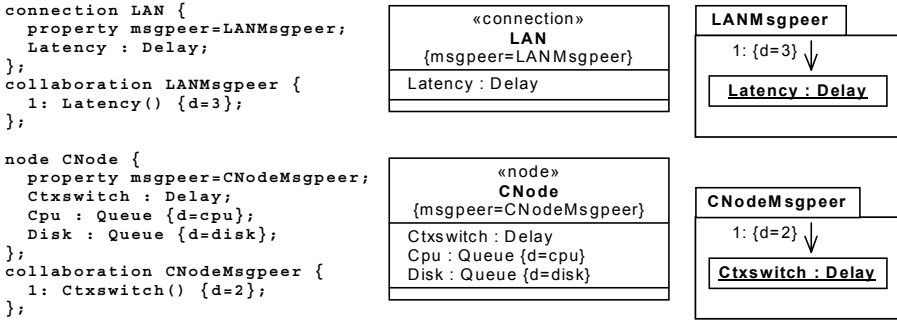 connection LAN {
property msgpeer=LANMsgpeer;
Latency : Delay;
};
collaboration LANMsgpeer {
1: Latency() {d=3};
};
«connection»
LAN
{msgpeer=LANMsgpeer}
Latency : Delay
LANMsgpeer
1: {d=3}
Latency : Delay
node CNode {
property msgpeer=CNodeMsgpeer;
Ctxswitch : Delay;
Cpu : Queue {d=cpu};
Disk : Queue {d=disk};
};
collaboration CNodeMsgpeer {
1: Ctxswitch() {d=2};
};
«node»
CNode
{msgpeer=CNodeMsgpeer}
Ctxswitch : Delay
Cpu : Queue {d=cpu}
Disk : Queue {d=disk}
CNodeMsgpeer
1: {d=2}
Ctxswitch : Delay